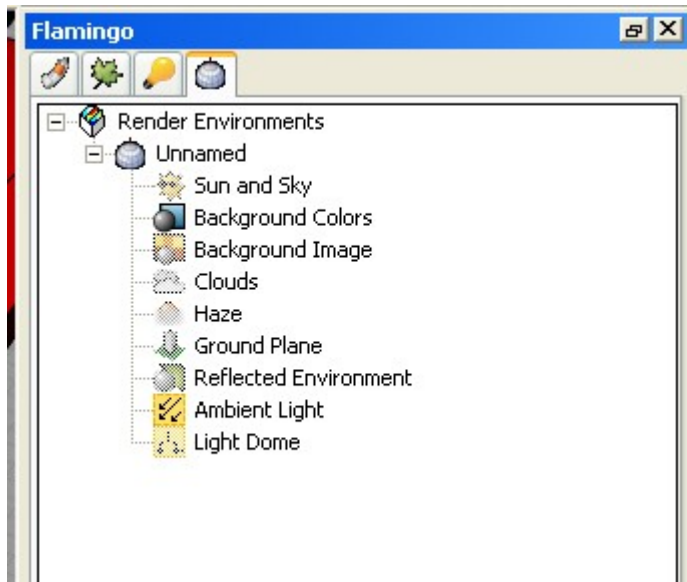 Flamingo
Render Environments
Unnamed
Sun and Sky
Background Colors
Background Image
Clouds
Haze
Ground Plane
Reflected Environment
Ambient Light
Light Dome